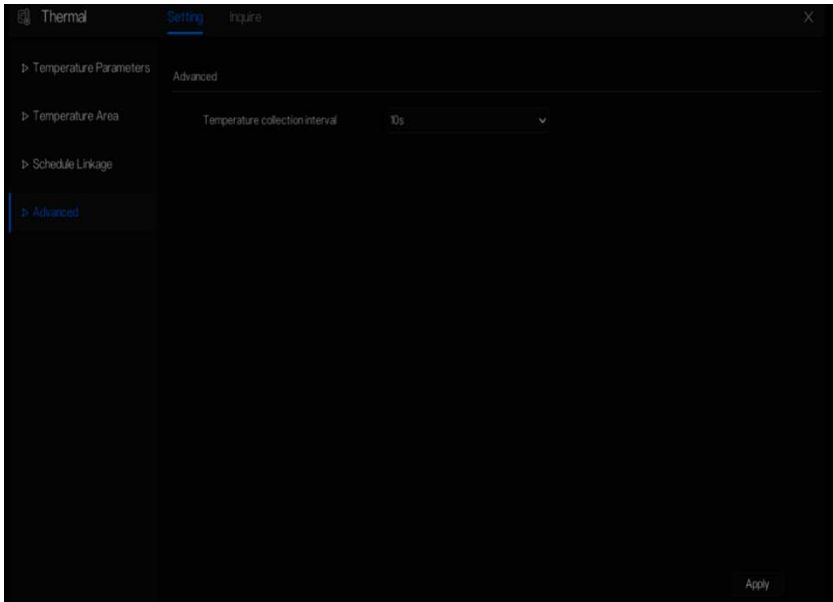 Thermal
Setting
Inquire
X
Temperature Parameters
Temperature Area
Schedule Linkage
Advanced
Advanced
Temperature collection interval
10s
Apply